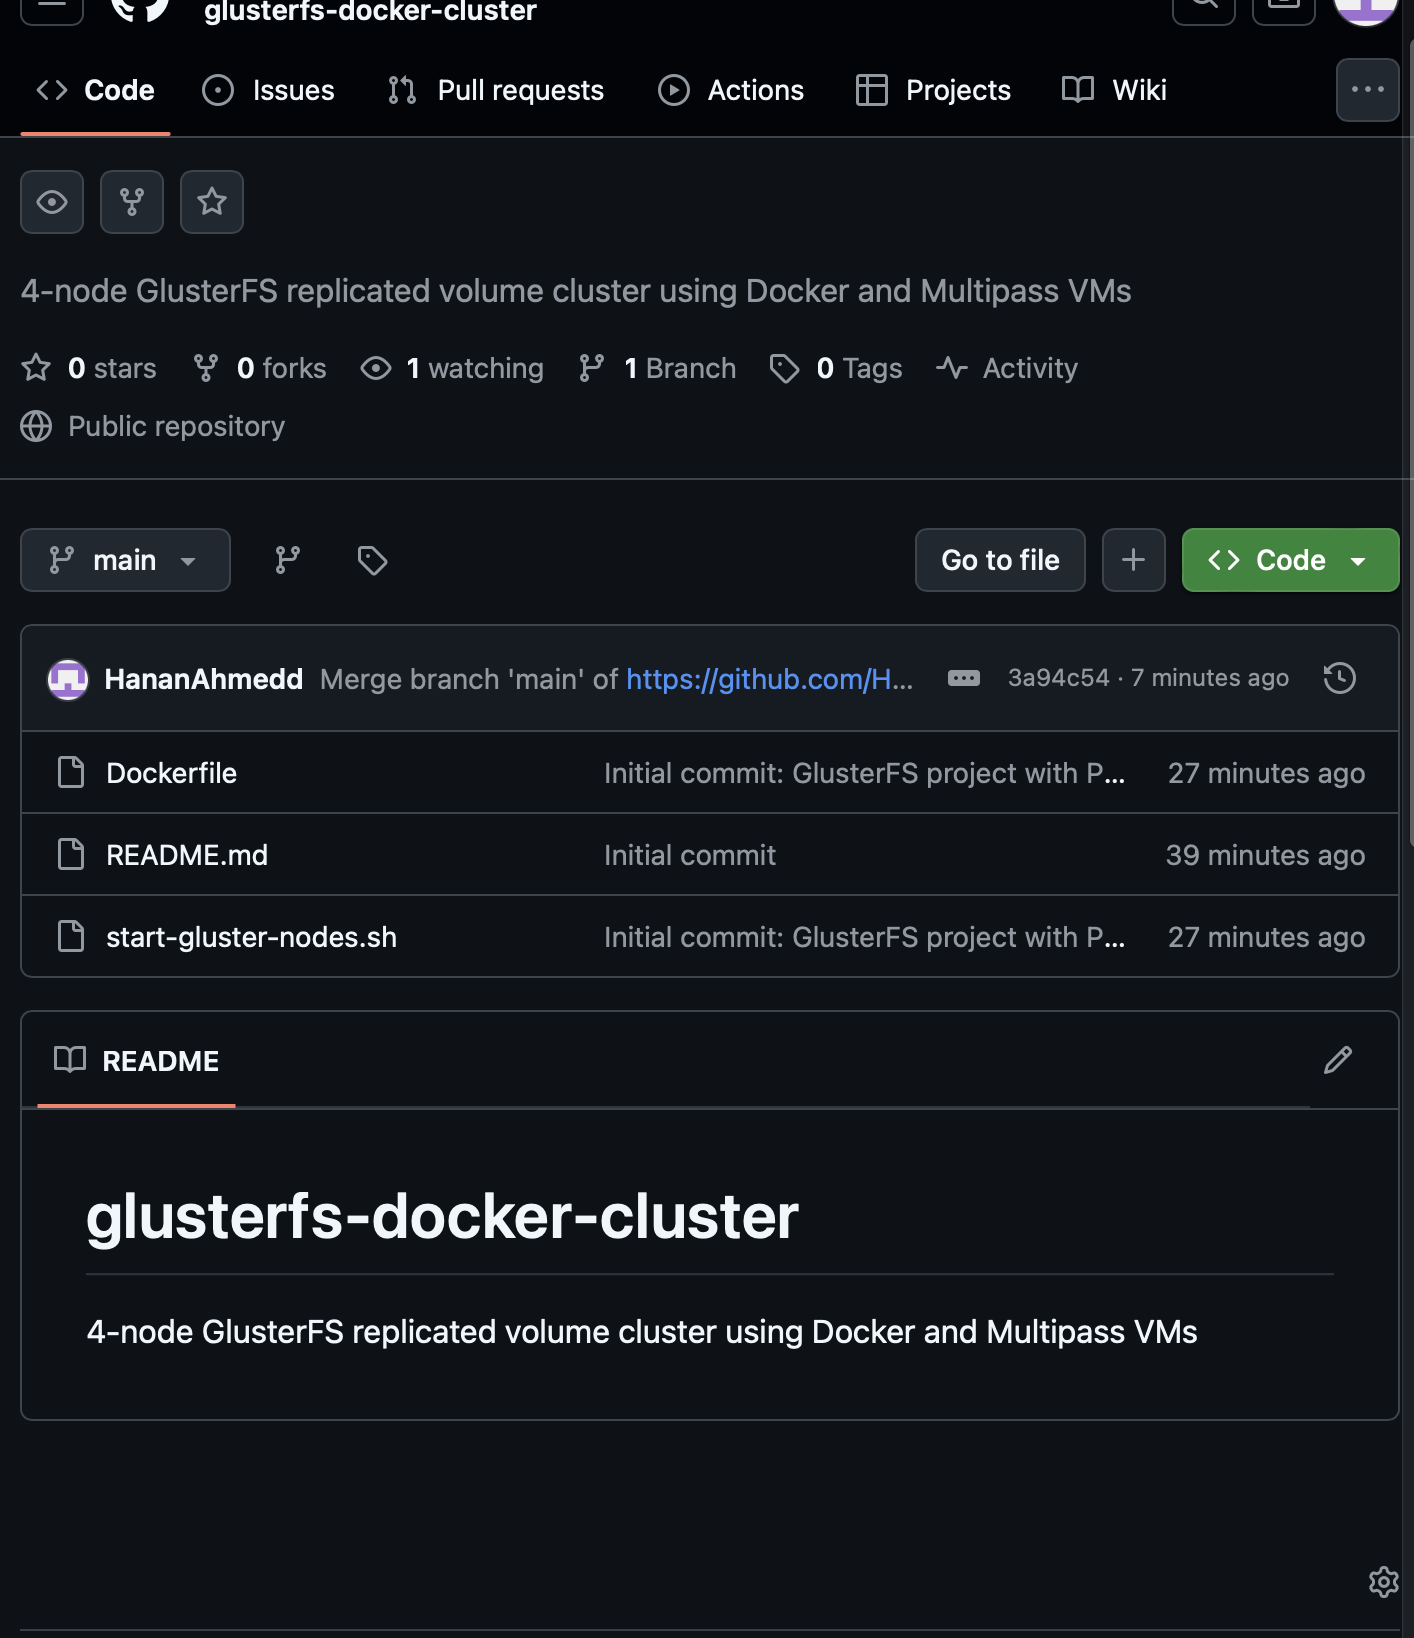 glusterfs-docker-cluster
Code Issues Pull requests Actions Projects Wiki
4-node GlusterFS replicated volume cluster using Docker and Multipass VMs
0 stars 0 forks 1 watching 1 Branch 0 Tags Activity
Public repository
main Go to file Code
HananAhmedd Merge branch 'main' of https://github.com/H... 3a94c54 · 7 minutes ago
Dockerfile Initial commit: GlusterFS project with P... 27 minutes ago
README.md Initial commit 39 minutes ago
start-gluster-nodes.sh Initial commit: GlusterFS project with P... 27 minutes ago
README
glusterfs-docker-cluster
4-node GlusterFS replicated volume cluster using Docker and Multipass VMs